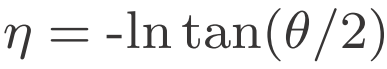 η = -ln tan(θ/2)